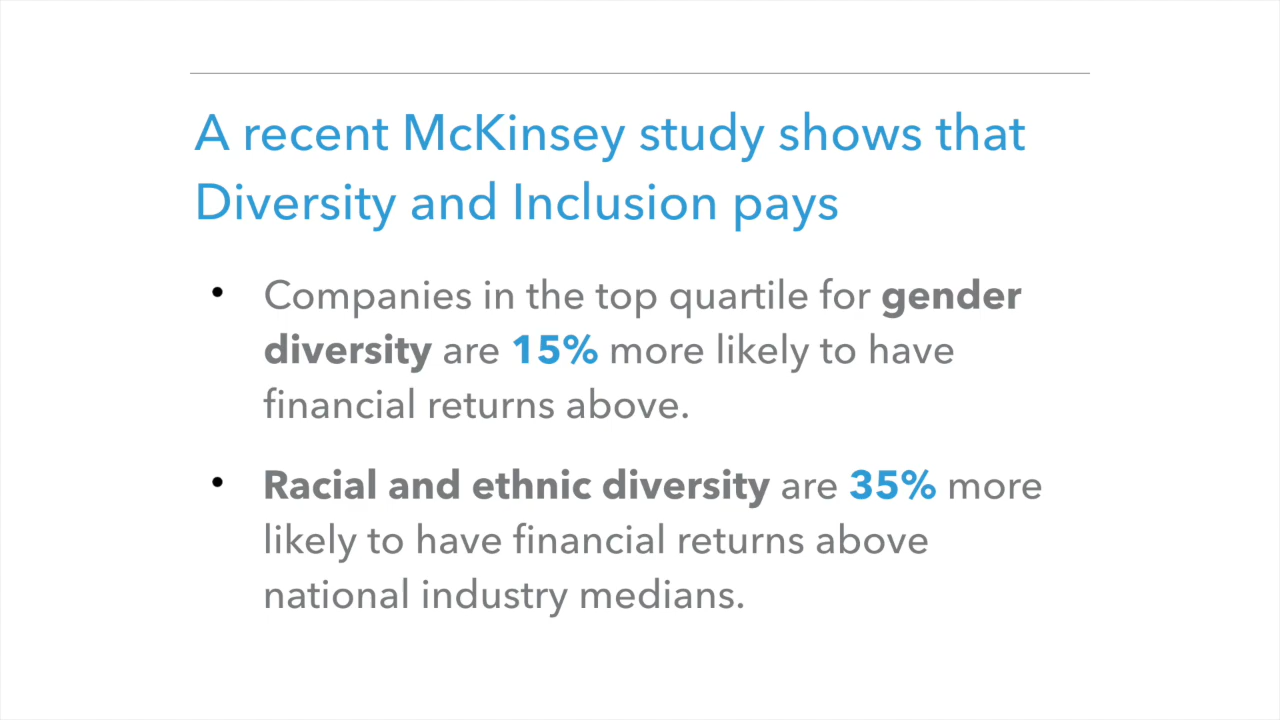 A recent McKinsey study shows that
Diversity and Inclusion pays
• Companies in the top quartile for gender
diversity are 15% more likely to have
financial returns above.
• Racial and ethnic diversity are 35% more
likely to have financial returns above
national industry medians.